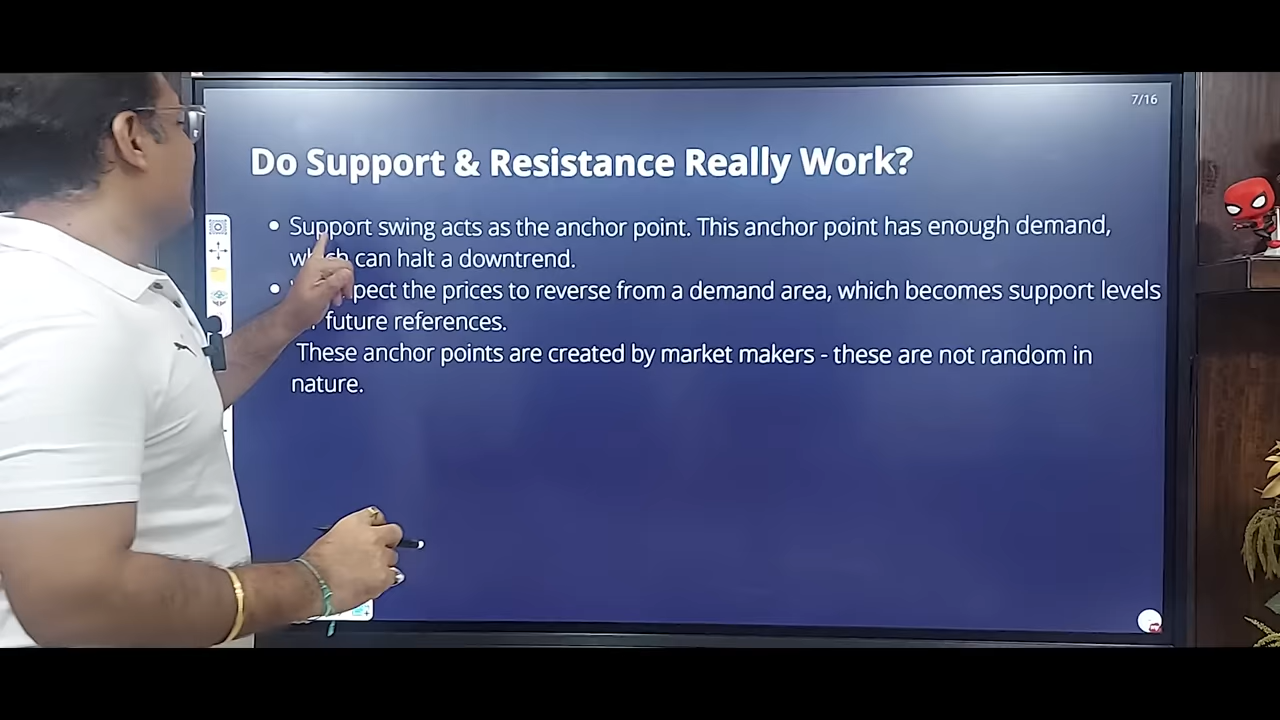 7/16
Do Support & Resistance Really Work?
• Support swing acts as the anchor point. This anchor point has enough demand,
which can halt a downtrend.
• pect the prices to reverse from a demand area, which becomes support levels
future references.
These anchor points are created by market makers - these are not random in
nature.